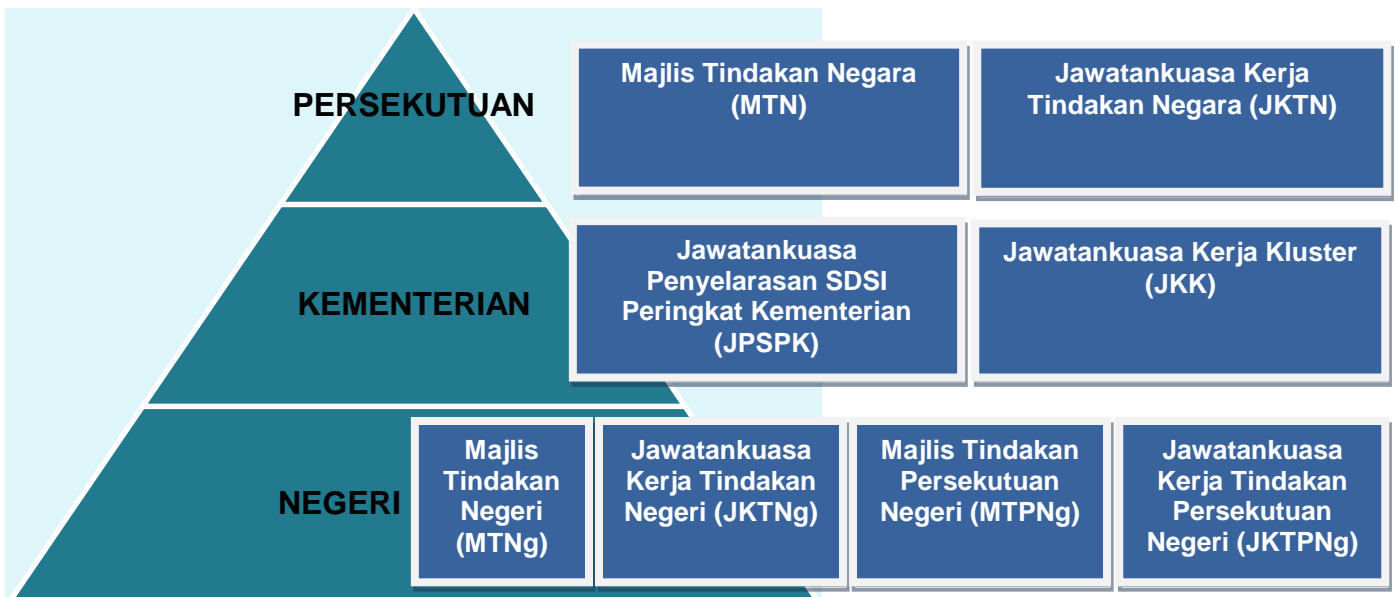 PERSEKUTUAN
Majlis Tindakan Negara
(MTN)
Jawatankuasa Kerja
Tindakan Negara (JKTN)
KEMENTERIAN
Jawatankuasa
Penyelarasan SDSI
Peringkat Kementerian
(JPSPK)
Jawatankuasa Kerja Kluster
(JKK)
NEGERI
Majlis
Tindakan
Negeri
(MTNg)
Jawatankuasa
Kerja Tindakan
Negeri (JKTNg)
Majlis Tindakan
Persekutuan
Negeri (MTPNg)
Jawatankuasa
Kerja Tindakan
Persekutuan
Negeri (JKTPNg)